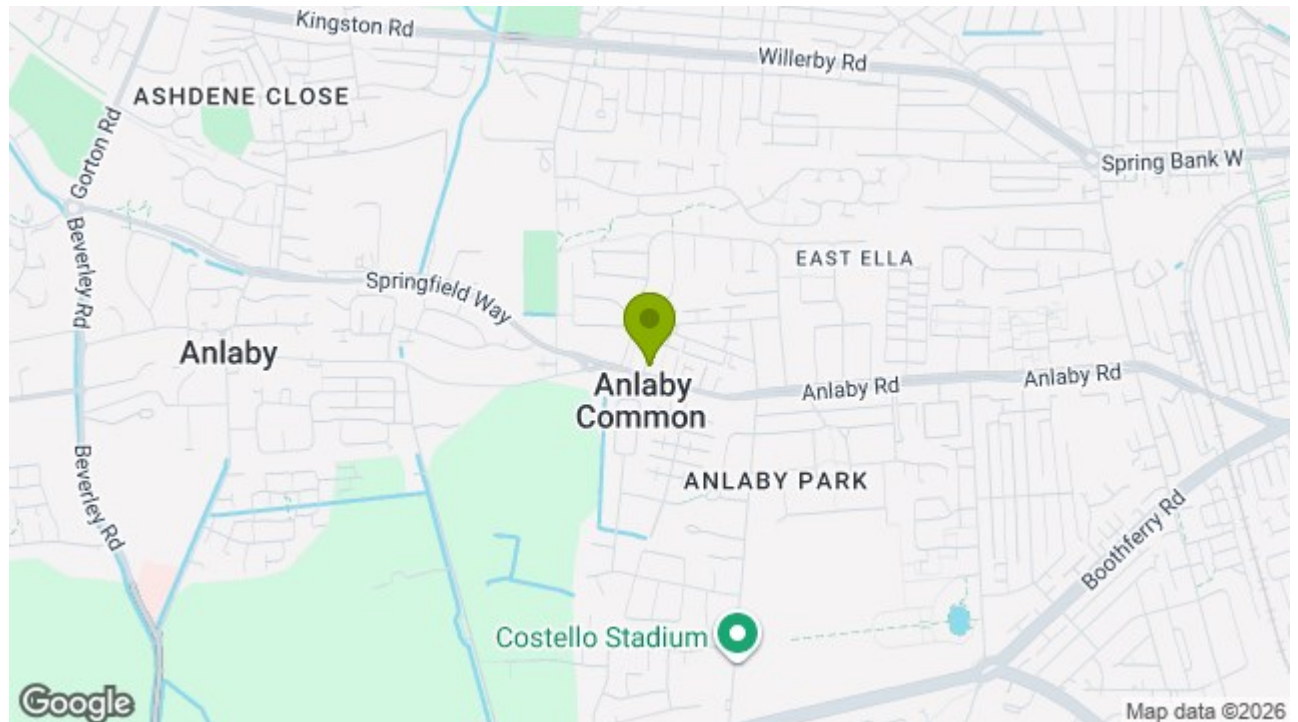 Kingston Rd
Willerby Rd
ASHDENE CLOSE
Gorton Rd
Spring Bank W
Beverley Rd
EAST ELLA
Springfield Way
Anlaby
Anlaby
Common
Anlaby Rd
Anlaby Rd
Beverley Rd
ANLABY PARK
Boothferry Rd
Costello Stadium
Google
Map data ©2026